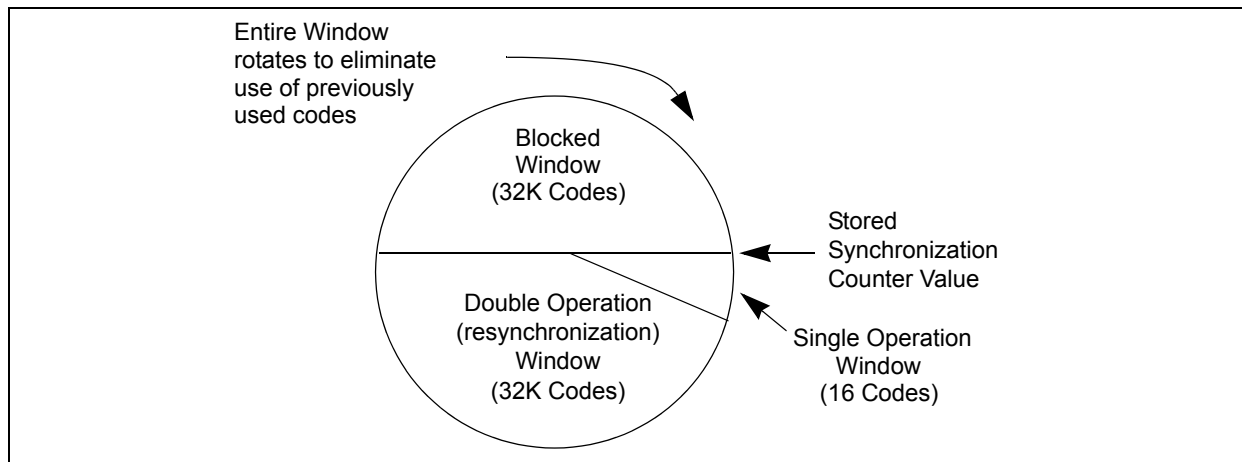 Entire Window
rotates to eliminate
use of previously
used codes
Blocked
Window
(32K Codes)
Stored
Synchronization
Counter Value
Double Operation
(resynchronization)
Window
(32K Codes)
Single Operation
Window
(16 Codes)